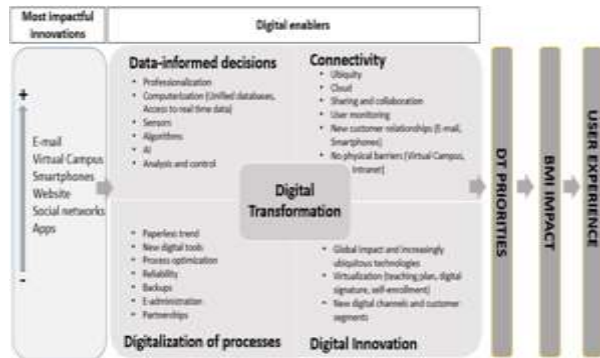 Most impactful
innovations
Digital enablers
+
E-mail
Virtual Campus
Smartphones
Website
Social networks
Apps
-
Data-informed decisions
• Professionalization
• Computerization (Unified databases,
Access to real time data)
• Sensors
• Algorithms
• AI
• Analysis and control
Connectivity
• Ubiquity
• Cloud
• Sharing and collaboration
• User monitoring
• New customer relationships (E-mail,
Smartphones)
• No physical barriers (Virtual Campus,
Intranet)
Digital
Transformation
• Paperless trend
• New digital tools
• Process optimization
• Reliability
• Backups
• E-administration
• Partnerships
Digitalization of processes
• Global impact and increasingly
ubiquitous technologies
• Virtualization (teaching plan, digital
signature, self-enrollment)
• New digital channels and customer
segments
Digital Innovation
DT PRIORITIES
BMI IMPACT
USER EXPERIENCE